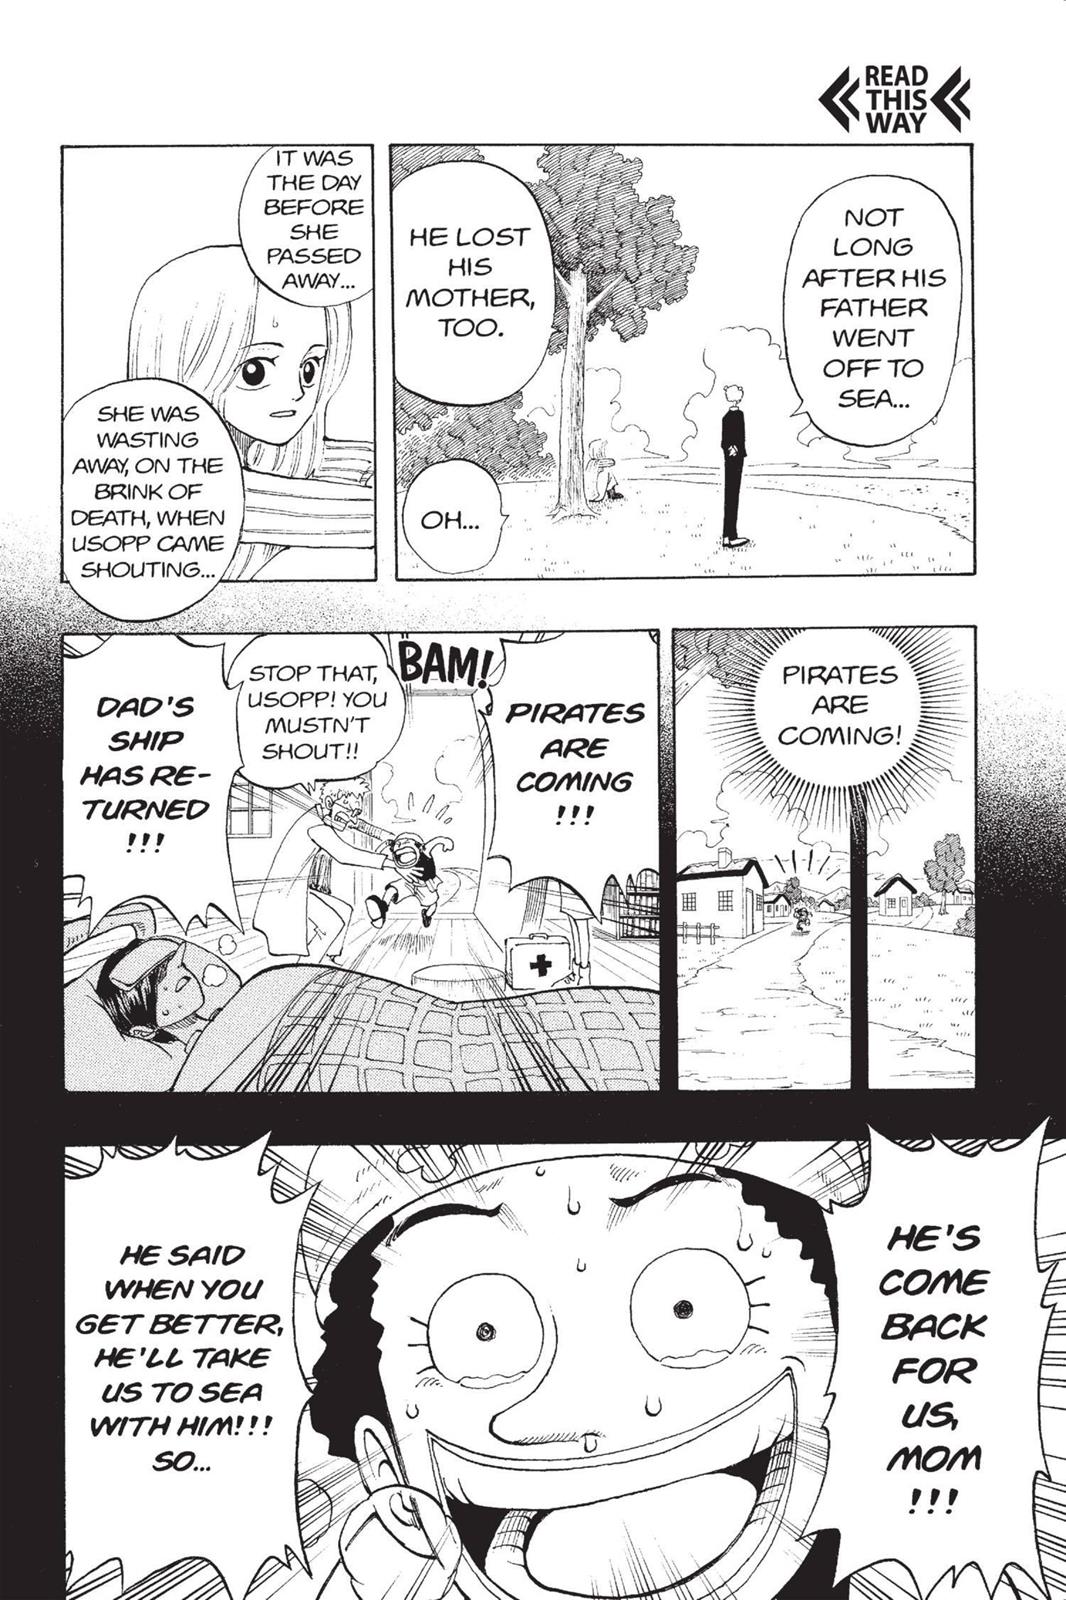 READ
THIS
WAY
NOT
LONG
AFTER HIS
FATHER
WENT
OFF TO
SEA...
HE LOST
HIS
MOTHER,
TOO.
OH...
IT WAS
THE DAY
BEFORE
SHE
PASSED
AWAY...
SHE WAS
WASTING
AWAY, ON THE
BRINK OF
DEATH, WHEN
USOPP CAME
SHOUTING...
PIRATES
ARE
COMING!
PIRATES
ARE
COMING
!!!
BAM!
STOP THAT,
USOPP! YOU
MUSTN'T
SHOUT!!
DAD'S
SHIP
HAS RE-
TURNED
!!!
HE'S
COME
BACK
FOR
US,
MOM
!!!
HE SAID
WHEN YOU
GET BETTER,
HE'LL TAKE
US TO SEA
WITH HIM!!!
SO...